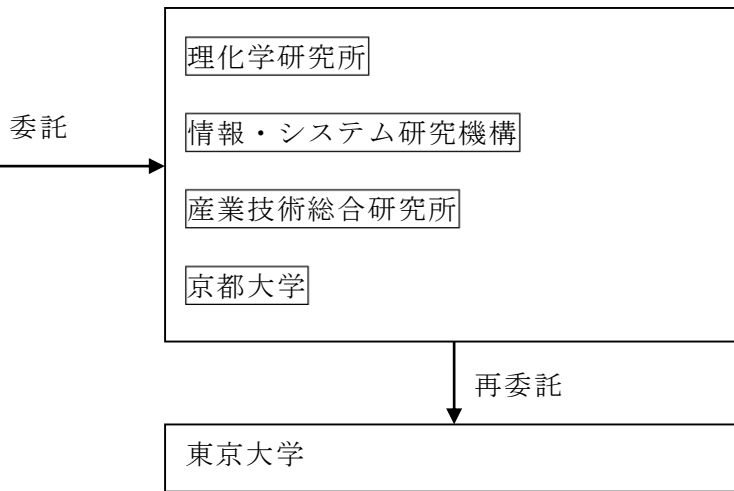 理化学研究所
委託
情報・システム研究機構
産業技術総合研究所
京都大学
再委託
東京大学